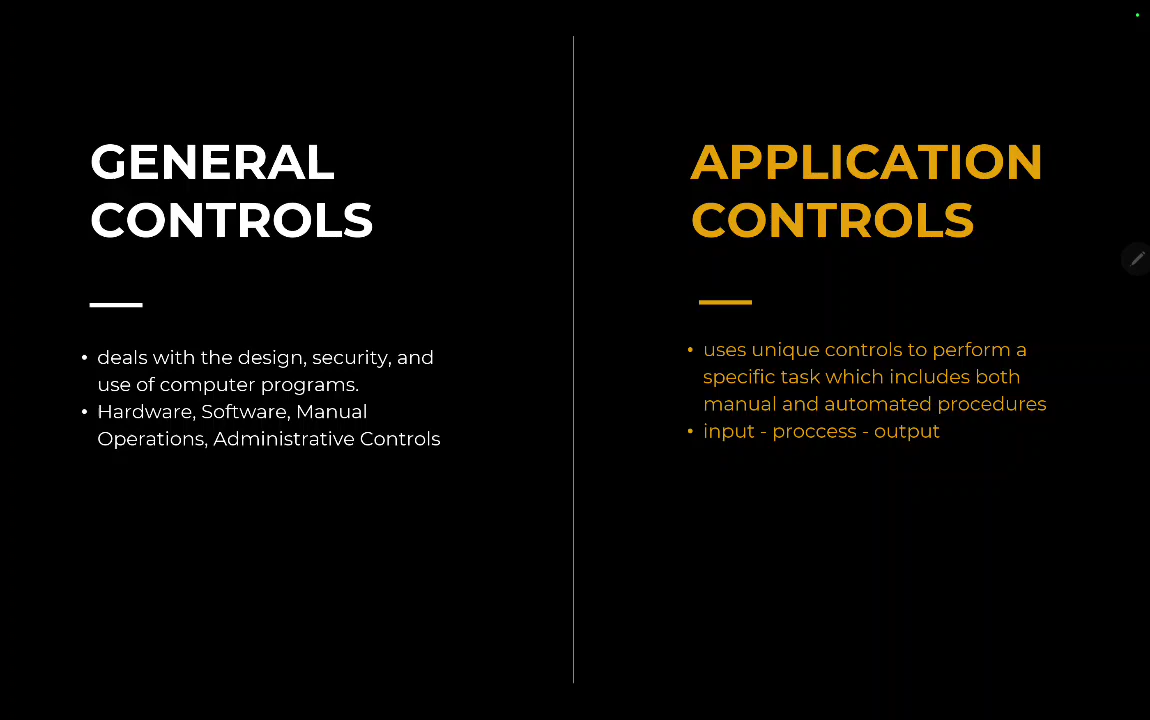 GENERAL
CONTROLS
• deals with the design, security, and
use of computer programs.
• Hardware, Software, Manual
Operations, Administrative Controls
APPLICATION
CONTROLS
• uses unique controls to perform a
specific task which includes both
manual and automated procedures
• input - proccess - output